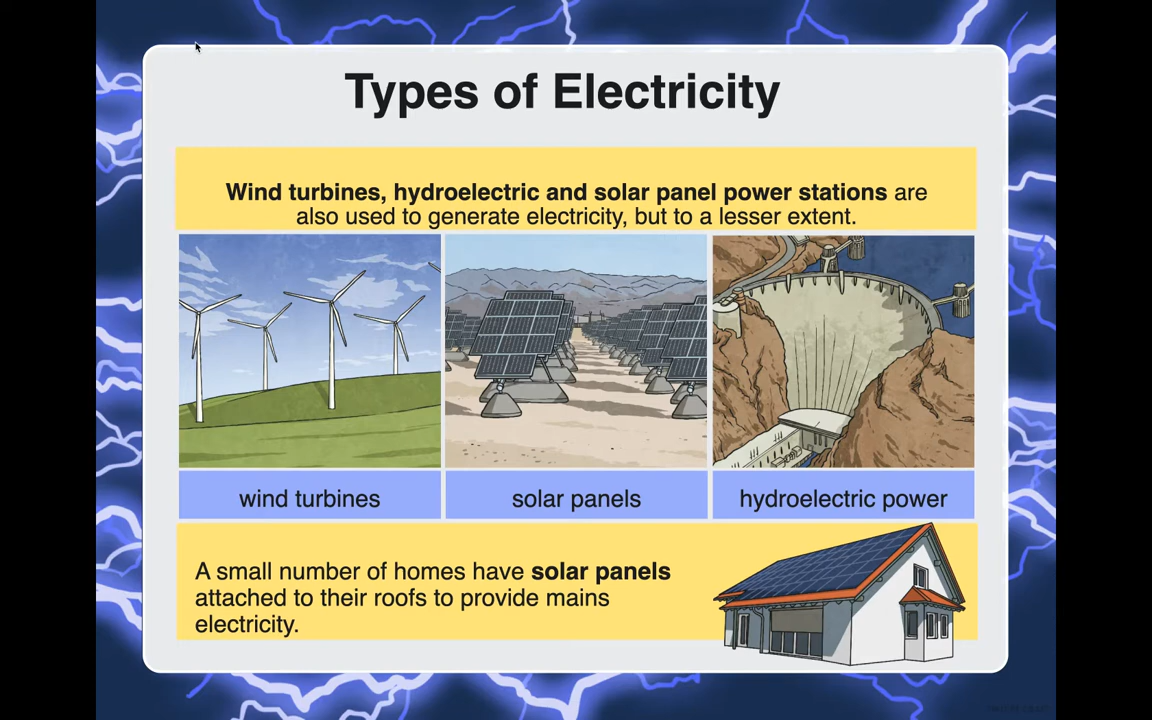 Types of Electricity
Wind turbines, hydroelectric and solar panel power stations are
also used to generate electricity, but to a lesser extent.
wind turbines
solar panels
hydroelectric power
A small number of homes have solar panels
attached to their roofs to provide mains
electricity.